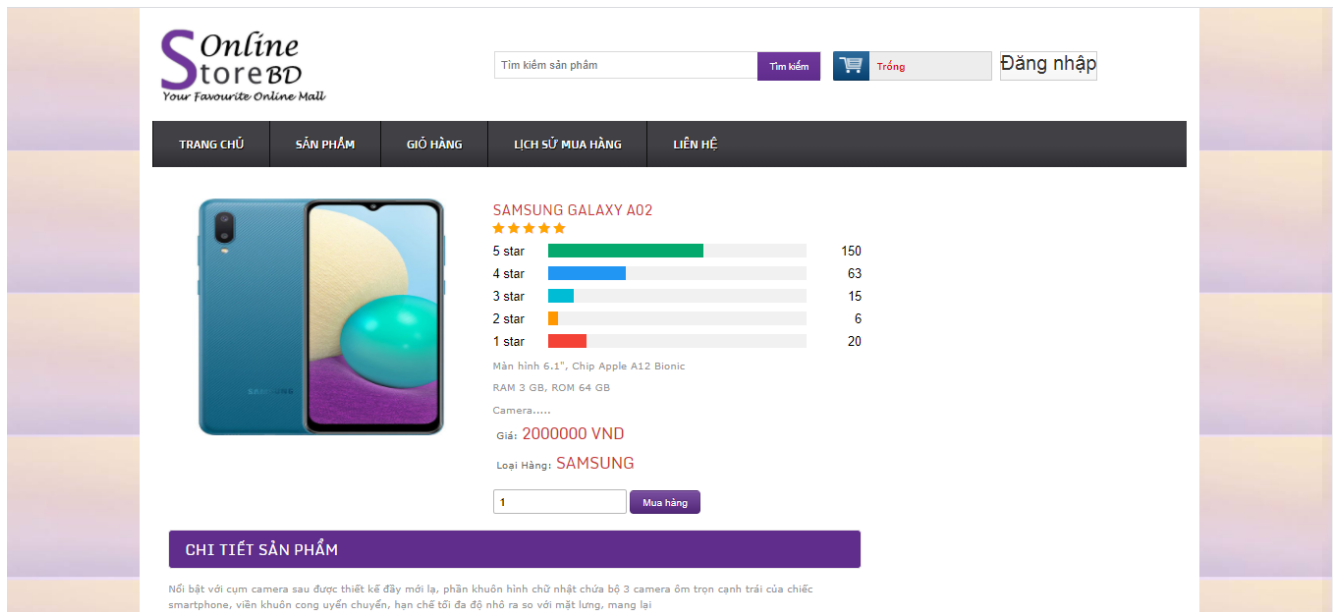 Online
StoreBD
Your Favourite Online Mall
Tìm kiếm sản phẩm
Tìm kiếm
Trống
Đăng nhập
TRANG CHỦ
SẢN PHẨM
GIỎ HÀNG
LỊCH SỬ MUA HÀNG
LIÊN HỆ
SAMSUNG GALAXY A02
5 star 150
4 star 63
3 star 15
2 star 6
1 star 20
Màn hình 6.1", Chip Apple A12 Bionic
RAM 3 GB, ROM 64 GB
Camera.....
Giá: 2000000 VND
Loại Hàng: SAMSUNG
1
Mua hàng
SAMSUNG
CHI TIẾT SẢN PHẨM
Nổi bật với cụm camera sau được thiết kế đầy mới lạ, phần khuôn hình chữ nhật chứa bộ 3 camera ôm trọn cạnh trái của chiếc
smartphone, viền khuôn cong uyển chuyển, hạn chế tối đa độ nhô ra so với mặt lưng, mang lại